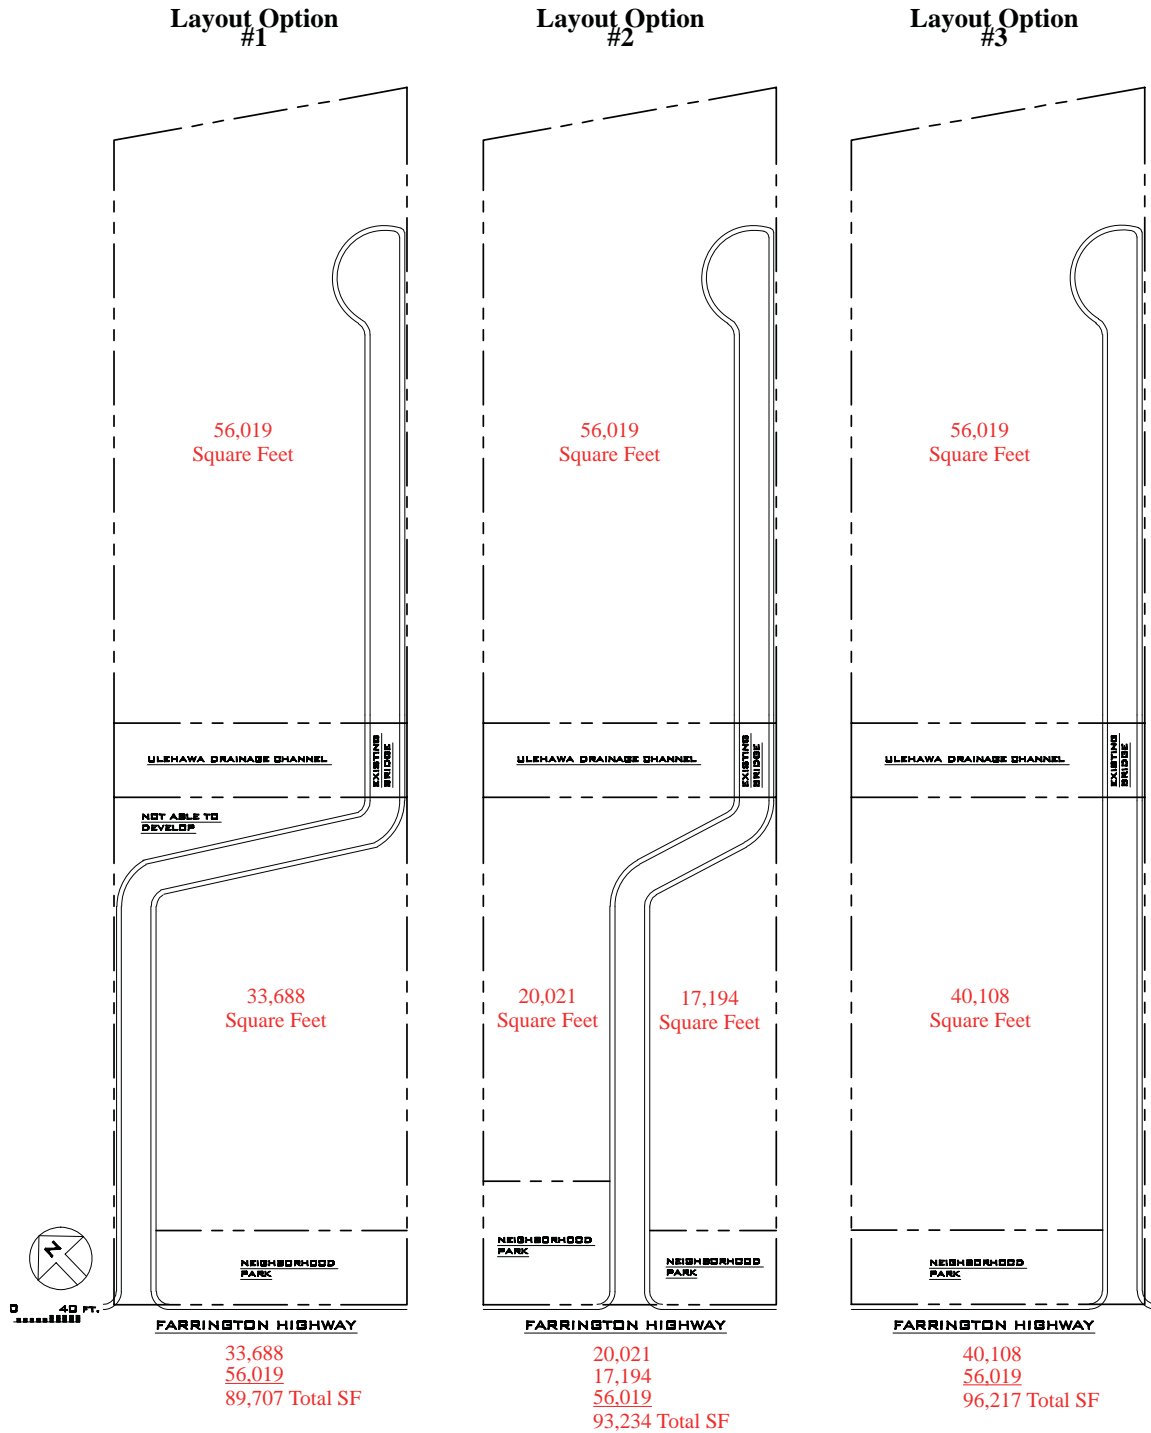 Layout Option
#1
Layout Option
#2
Layout Option
#3
56,019
Square Feet
56,019
Square Feet
56,019
Square Feet
ULEHAWA DRAINAGE CHANNEL
EXISTING
BRIDGE
ULEHAWA DRAINAGE CHANNEL
EXISTING
BRIDGE
ULEHAWA DRAINAGE CHANNEL
EXISTING
BRIDGE
NOT ABLE TO
DEVELOP
33,688
Square Feet
20,021
Square Feet
17,194
Square Feet
40,108
Square Feet
N
NEIGHBORHOOD
PARK
NEIGHBORHOOD
PARK
NEIGHBORHOOD
PARK
NEIGHBORHOOD
PARK
0 40 FT.
FARRINGTON HIGHWAY
FARRINGTON HIGHWAY
FARRINGTON HIGHWAY
33,688
56,019
89,707 Total SF
20,021
17,194
56,019
93,234 Total SF
40,108
56,019
96,217 Total SF